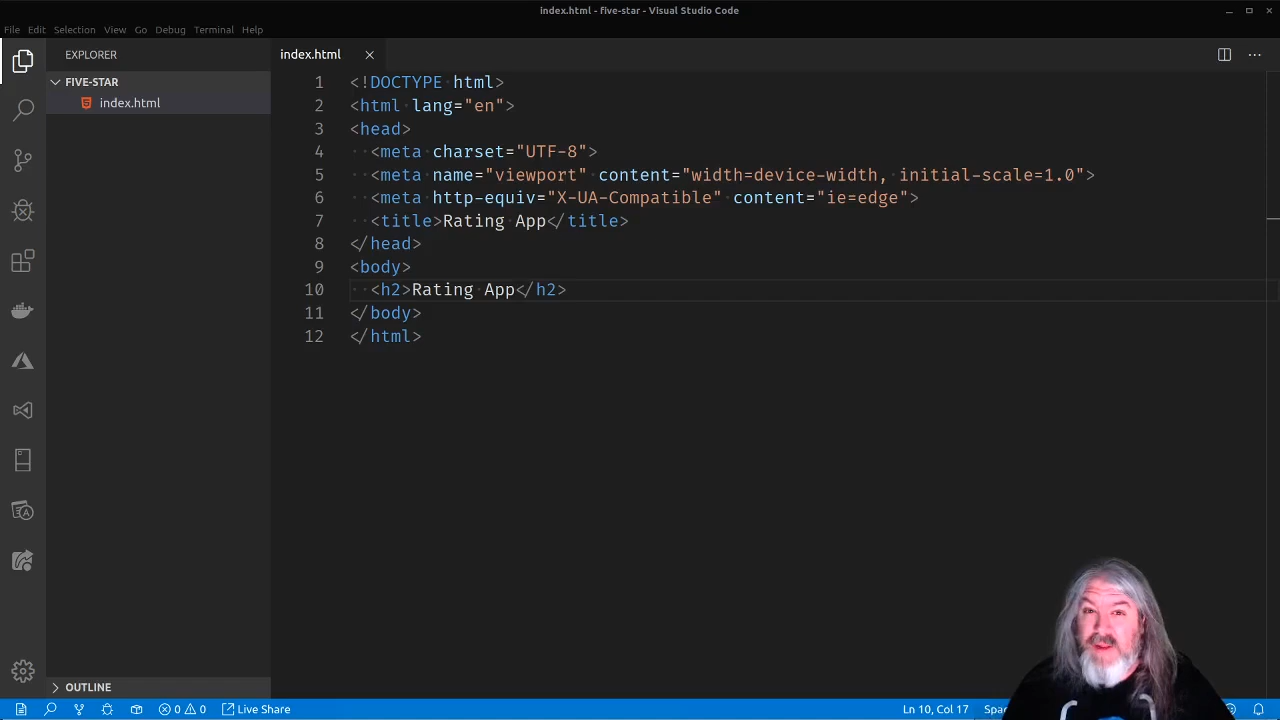 index.html - five-star - Visual Studio Code
File Edit Selection View Go Debug Terminal Help
EXPLORER
index.html
FIVE-STAR
index.html
1 <!DOCTYPE html>
2 <html lang="en">
3 <head>
4 <meta charset="UTF-8">
5 <meta name="viewport" content="width=device-width, initial-scale=1.0">
6 <meta http-equiv="X-UA-Compatible" content="ie=edge">
7 <title>Rating App</title>
8 </head>
9 <body>
10 <h2>Rating App</h2>
11 </body>
12 </html>
OUTLINE
0 0 Live Share Ln 10, Col 17